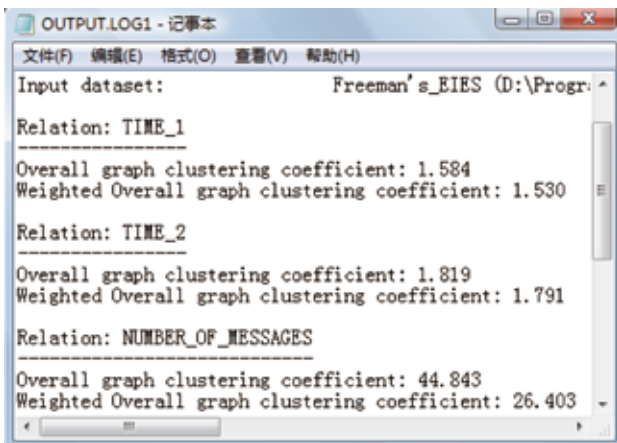 OUTPUT.LOG1 - 记事本
文件(F) 编辑(E) 格式(O) 查看(V) 帮助(H)
Input dataset: Freeman's_EIES (D:\Progr
Relation: TIME_1
----------------
Overall graph clustering coefficient: 1.584
Weighted Overall graph clustering coefficient: 1.530
Relation: TIME_2
----------------
Overall graph clustering coefficient: 1.819
Weighted Overall graph clustering coefficient: 1.791
Relation: NUMBER_OF_MESSAGES
----------------------------
Overall graph clustering coefficient: 44.843
Weighted Overall graph clustering coefficient: 26.403